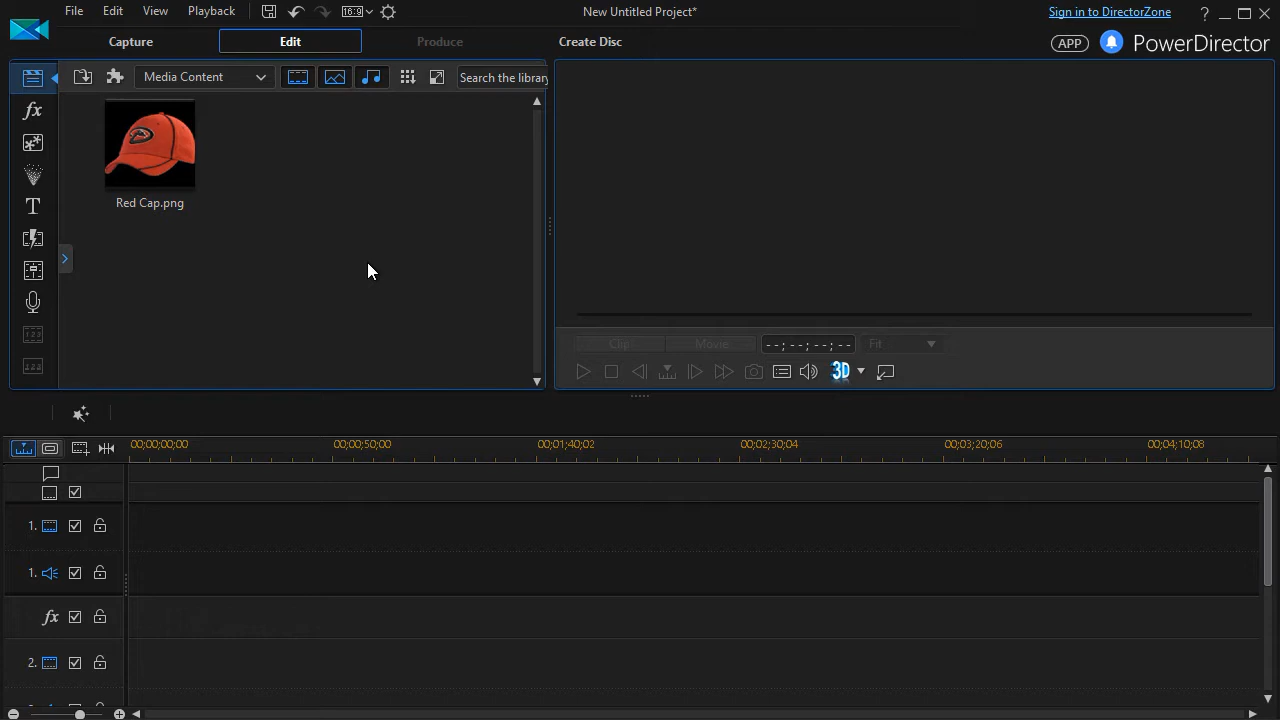 File Edit View Playback 16:9 New Untitled Project* Sign in to DirectorZone ?
Capture Edit Produce Create Disc APP PowerDirector
Media Content Search the library
fx
Red Cap.png
T
Clip Movie --;--;--;-- Fit
3D
00;00;00;00 00;00;50;00 00;01;40;02 00;02;30;04 00;03;20;06 00;04;10;08
1.
1.
fx
2.